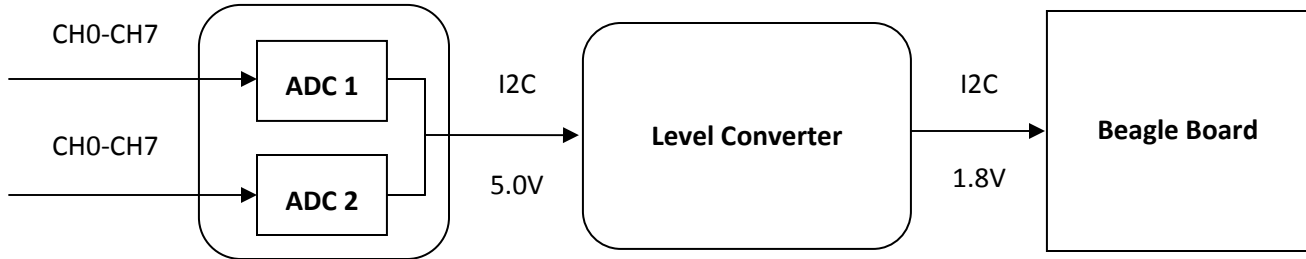 CH0-CH7
ADC 1
I2C
I2C
Level Converter
Beagle Board
CH0-CH7
5.0V
1.8V
ADC 2